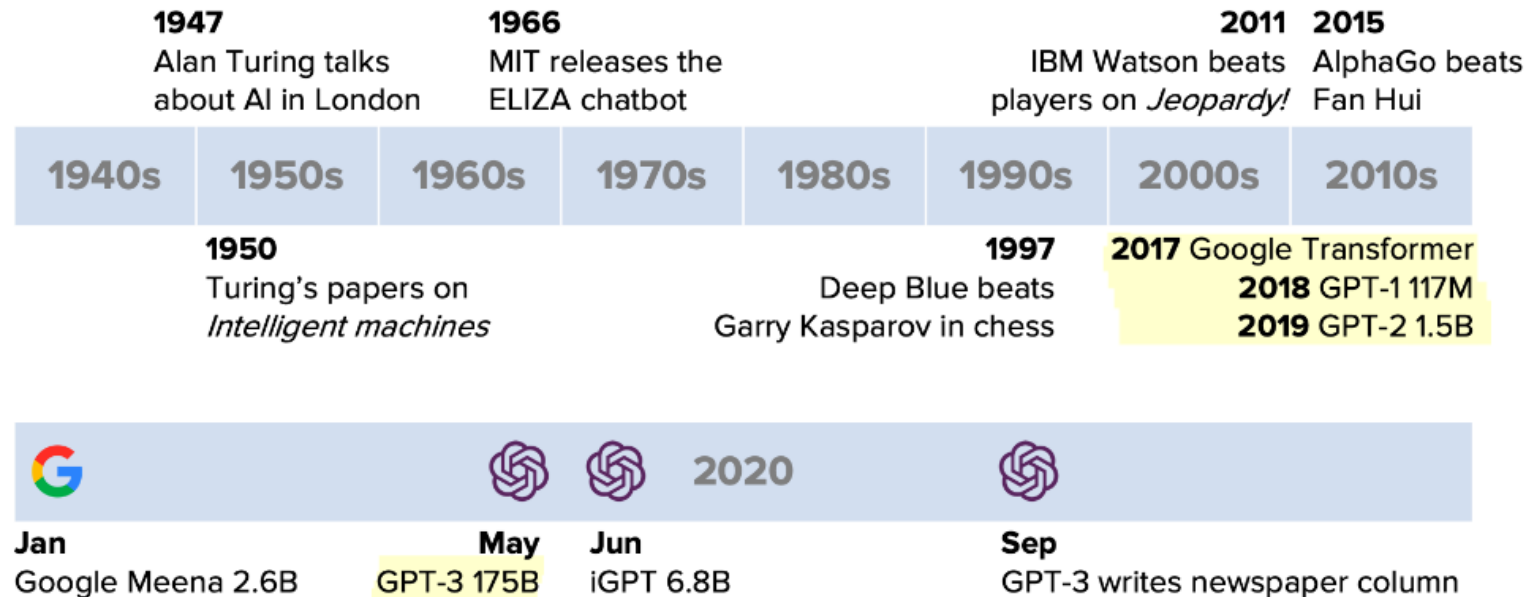 1947
Alan Turing talks
about AI in London
1966
MIT releases the
ELIZA chatbot
2011
IBM Watson beats
players on Jeopardy!
2015
AlphaGo beats
Fan Hui
1940s
1950s
1960s
1970s
1980s
1990s
2000s
2010s
1950
Turing’s papers on
Intelligent machines
1997
Deep Blue beats
Garry Kasparov in chess
2017 Google Transformer
2018 GPT-1 117M
2019 GPT-2 1.5B
2020
Jan
Google Meena 2.6B
May
GPT-3 175B
Jun
iGPT 6.8B
Sep
GPT-3 writes newspaper column